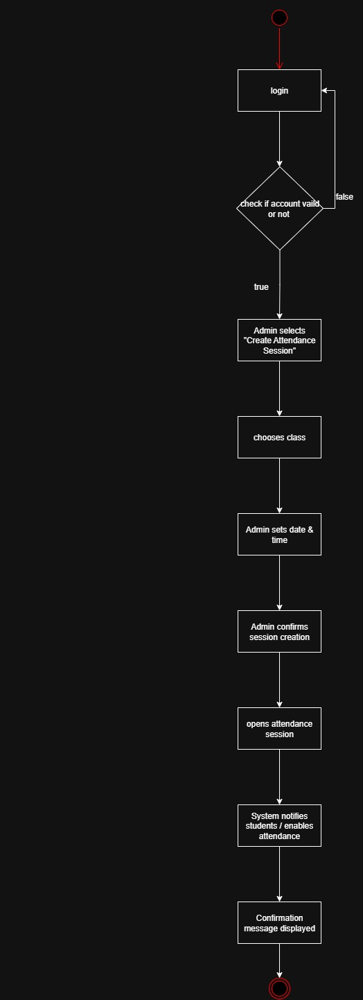 login
check if account vaild
or not
false
true
Admin selects
"Create Attendance
Session"
chooses class
Admin sets date &
time
Admin confirms
session creation
opens attendance
session
System notifies
students / enables
attendance
Confirmation
message displayed